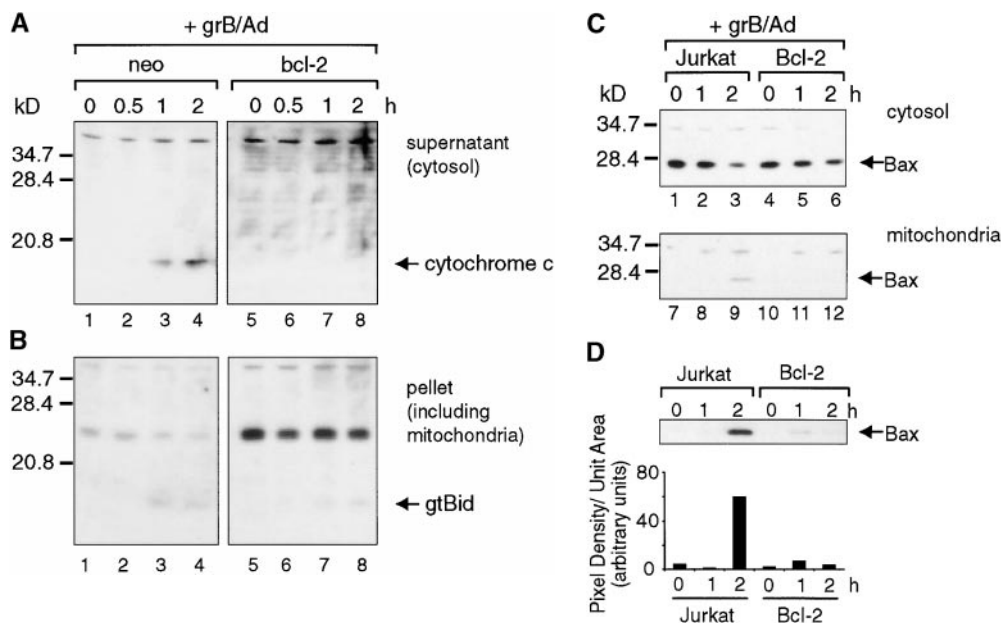 A
+ grB/Ad
neo bcl-2
kD 0 0.5 1 2 0 0.5 1 2 h
34.7
28.4
20.8
supernatant
(cytosol)
cytochrome c
1 2 3 4 5 6 7 8
B
34.7
28.4
20.8
pellet
(including
mitochondria)
gtBid
1 2 3 4 5 6 7 8
C
+ grB/Ad
Jurkat Bcl-2
kD 0 1 2 0 1 2 h
cytosol
34.7
28.4
Bax
1 2 3 4 5 6
mitochondria
34.7
28.4
Bax
7 8 9 10 11 12
D
Jurkat Bcl-2
0 1 2 0 1 2 h
Bax
Pixel Density/ Unit Area
(arbitrary units)
80
40
0
0 1 2 0 1 2 h
Jurkat Bcl-2